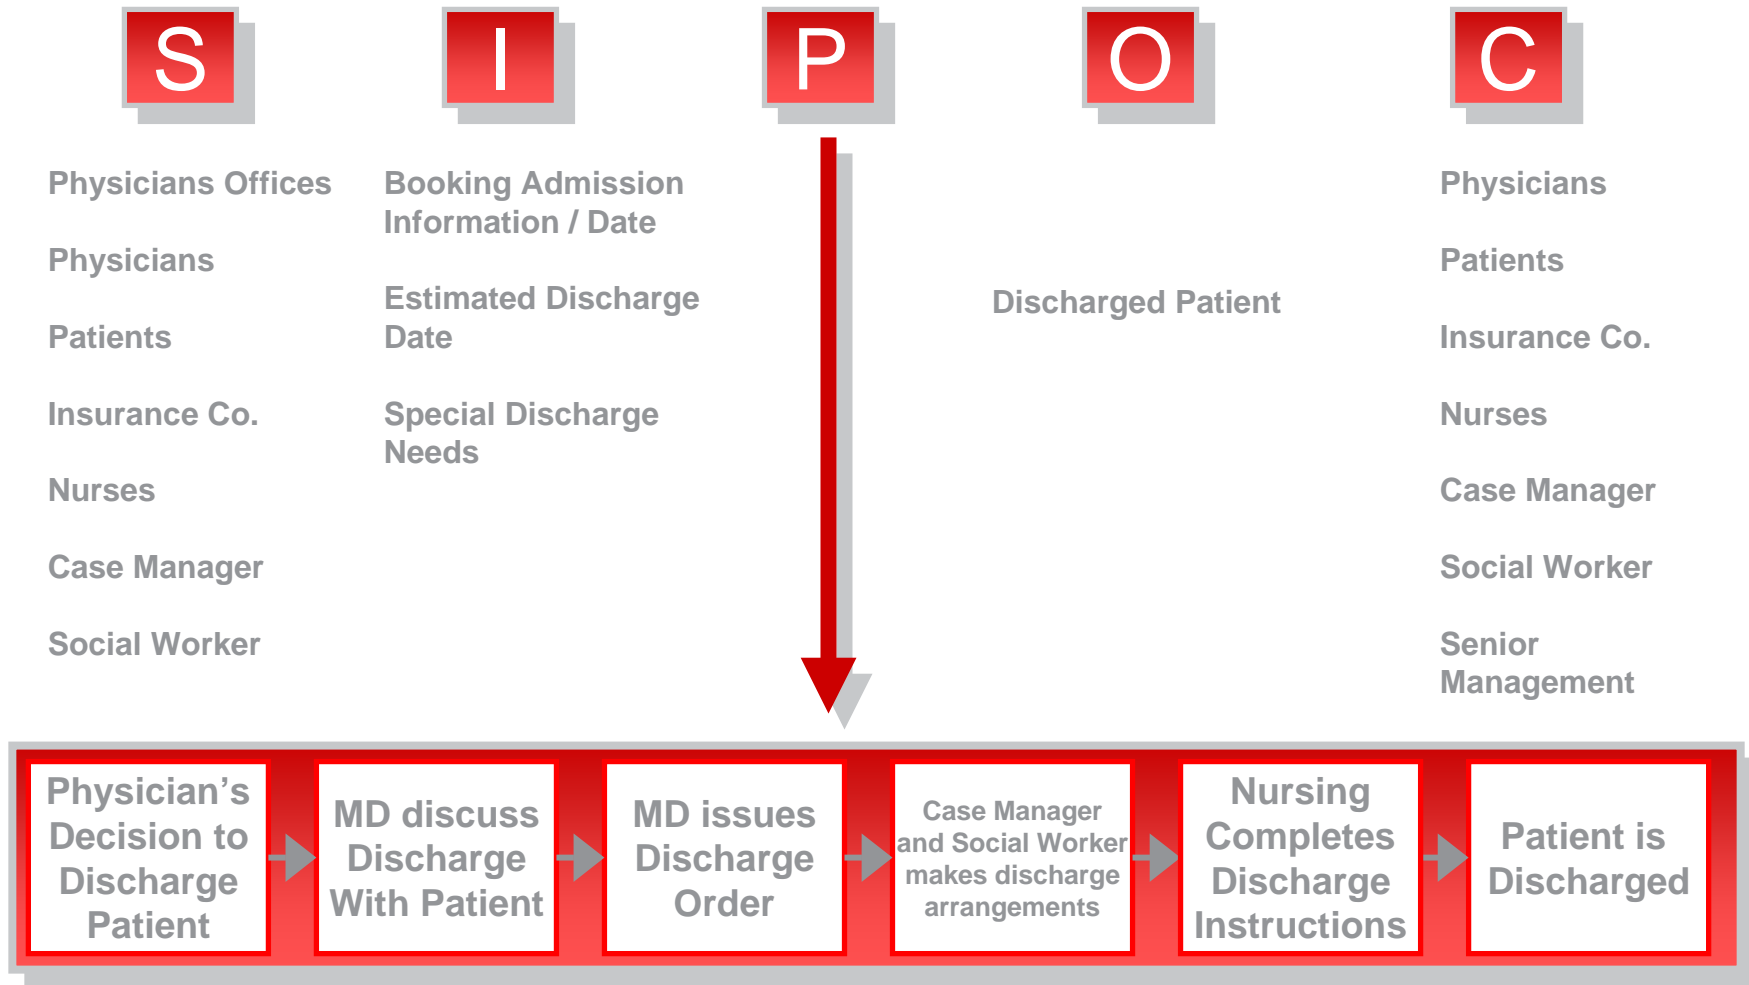 S
I
P
O
C
Physicians Offices
Physicians
Patients
Insurance Co.
Nurses
Case Manager
Social Worker
Booking Admission
Information / Date
Estimated Discharge
Date
Special Discharge
Needs
Discharged Patient
Physicians
Patients
Insurance Co.
Nurses
Case Manager
Social Worker
Senior
Management
Physician’s
Decision to
Discharge
Patient
MD discuss
Discharge
With Patient
MD issues
Discharge
Order
Case Manager
and Social Worker
makes discharge
arrangements
Nursing
Completes
Discharge
Instructions
Patient is
Discharged